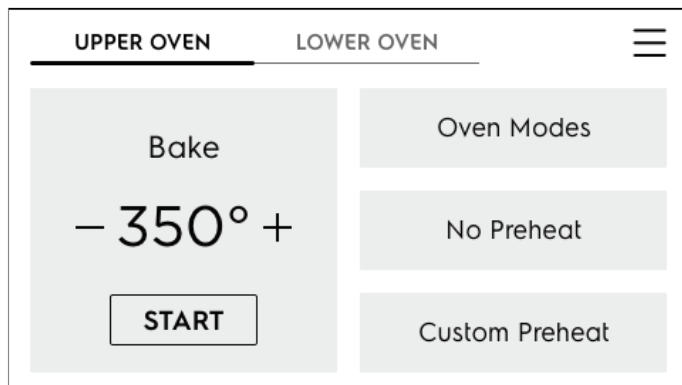 UPPER OVEN LOWER OVEN
Bake
− 350° +
START
Oven Modes
No Preheat
Custom Preheat